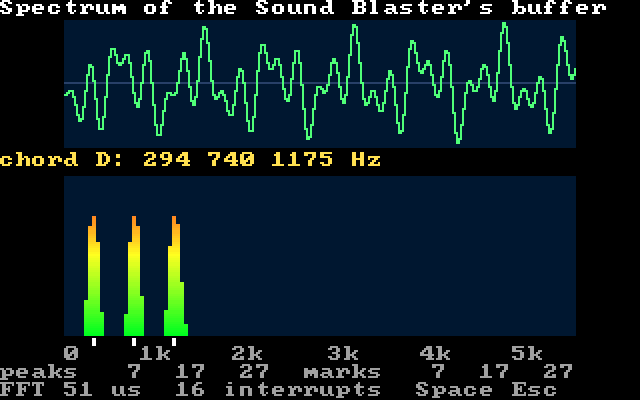 Spectrum of the Sound Blaster's buffer
chord D: 294 740 1175 Hz
0 1k 2k 3k 4k 5k
peaks 7 17 27 marks 7 17 27
FFT 51 us 16 interrupts Space Esc